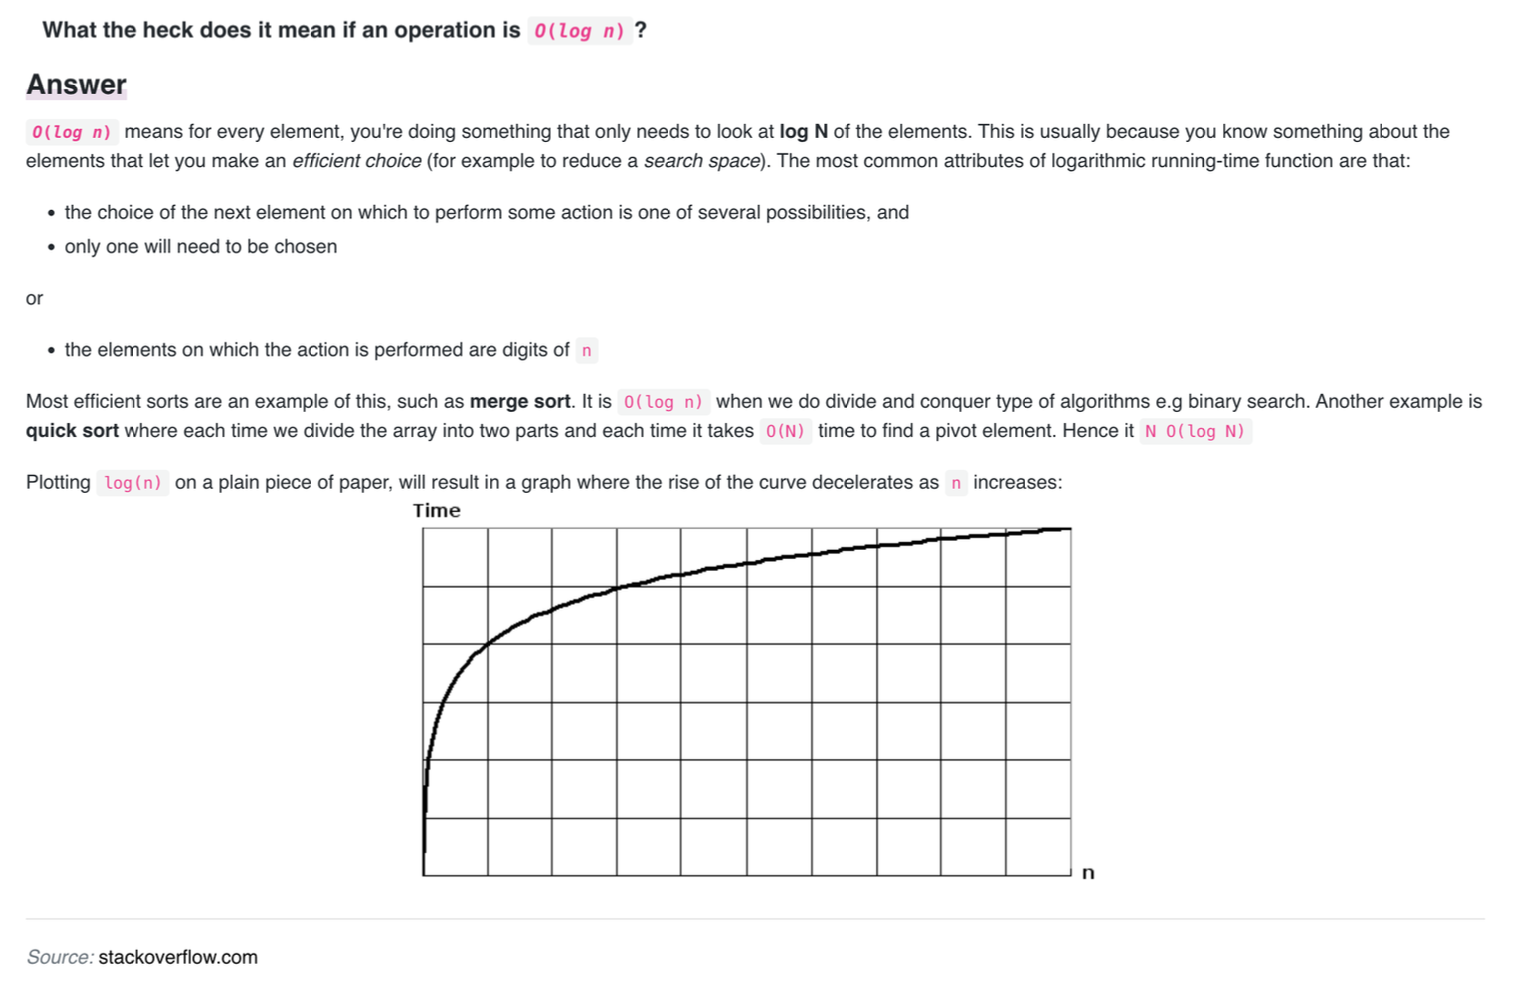 What the heck does it mean if an operation is O(log n) ?
Answer
O(log n) means for every element, you're doing something that only needs to look at log N of the elements. This is usually because you know something about the
elements that let you make an efficient choice (for example to reduce a search space). The most common attributes of logarithmic running-time function are that:
• the choice of the next element on which to perform some action is one of several possibilities, and
• only one will need to be chosen
or
• the elements on which the action is performed are digits of n
Most efficient sorts are an example of this, such as merge sort. It is O(log n) when we do divide and conquer type of algorithms e.g binary search. Another example is
quick sort where each time we divide the array into two parts and each time it takes O(N) time to find a pivot element. Hence it N O(log N)
Plotting log(n) on a plain piece of paper, will result in a graph where the rise of the curve decelerates as n increases:
Time
n
Source: stackoverflow.com